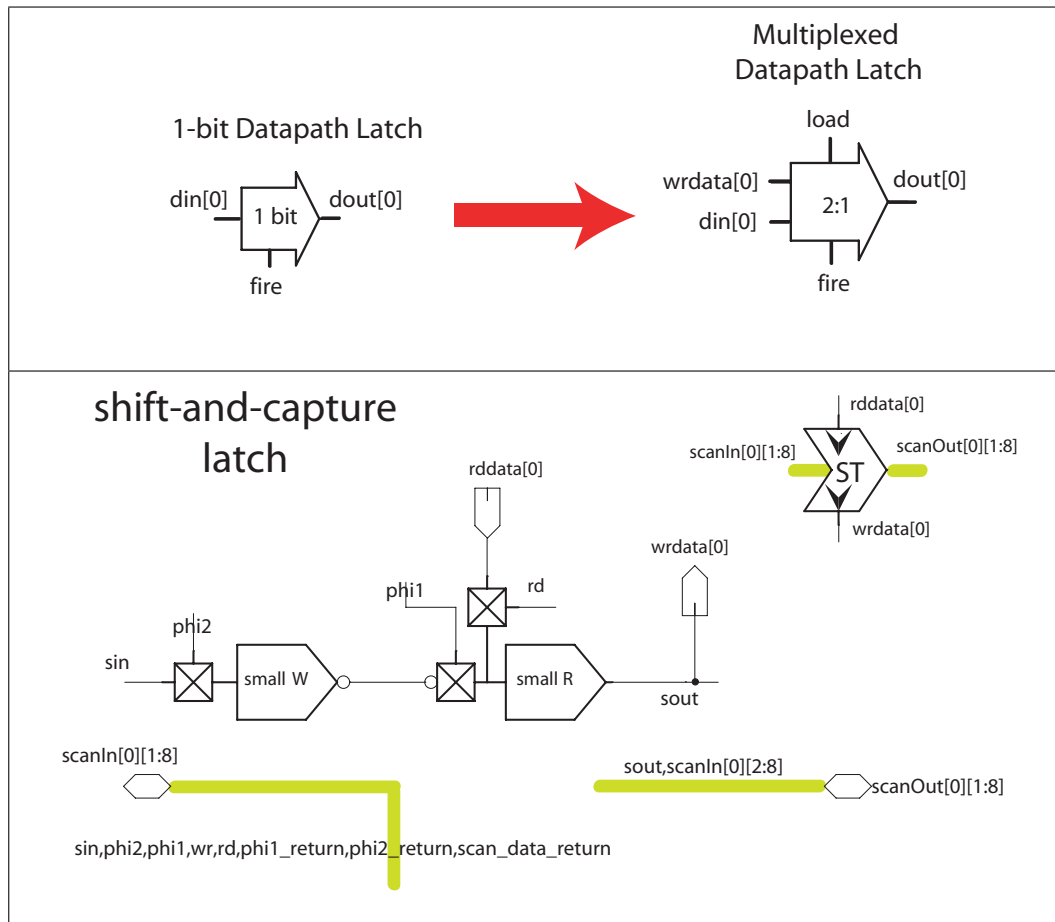 Multiplexed
Datapath Latch
1-bit Datapath Latch
load
din[0]
1 bit
dout[0]
fire
wrdata[0]
din[0]
2:1
dout[0]
fire
shift-and-capture
latch
rddata[0]
scanIn[0][1:8]
ST
scanOut[0][1:8]
wrdata[0]
rddata[0]
wrdata[0]
phi1
rd
phi2
sin
small W
small R
sout
scanIn[0][1:8]
sout,scanIn[0][2:8]
scanOut[0][1:8]
sin,phi2,phi1,wr,rd,phi1_return,phi2_return,scan_data_return